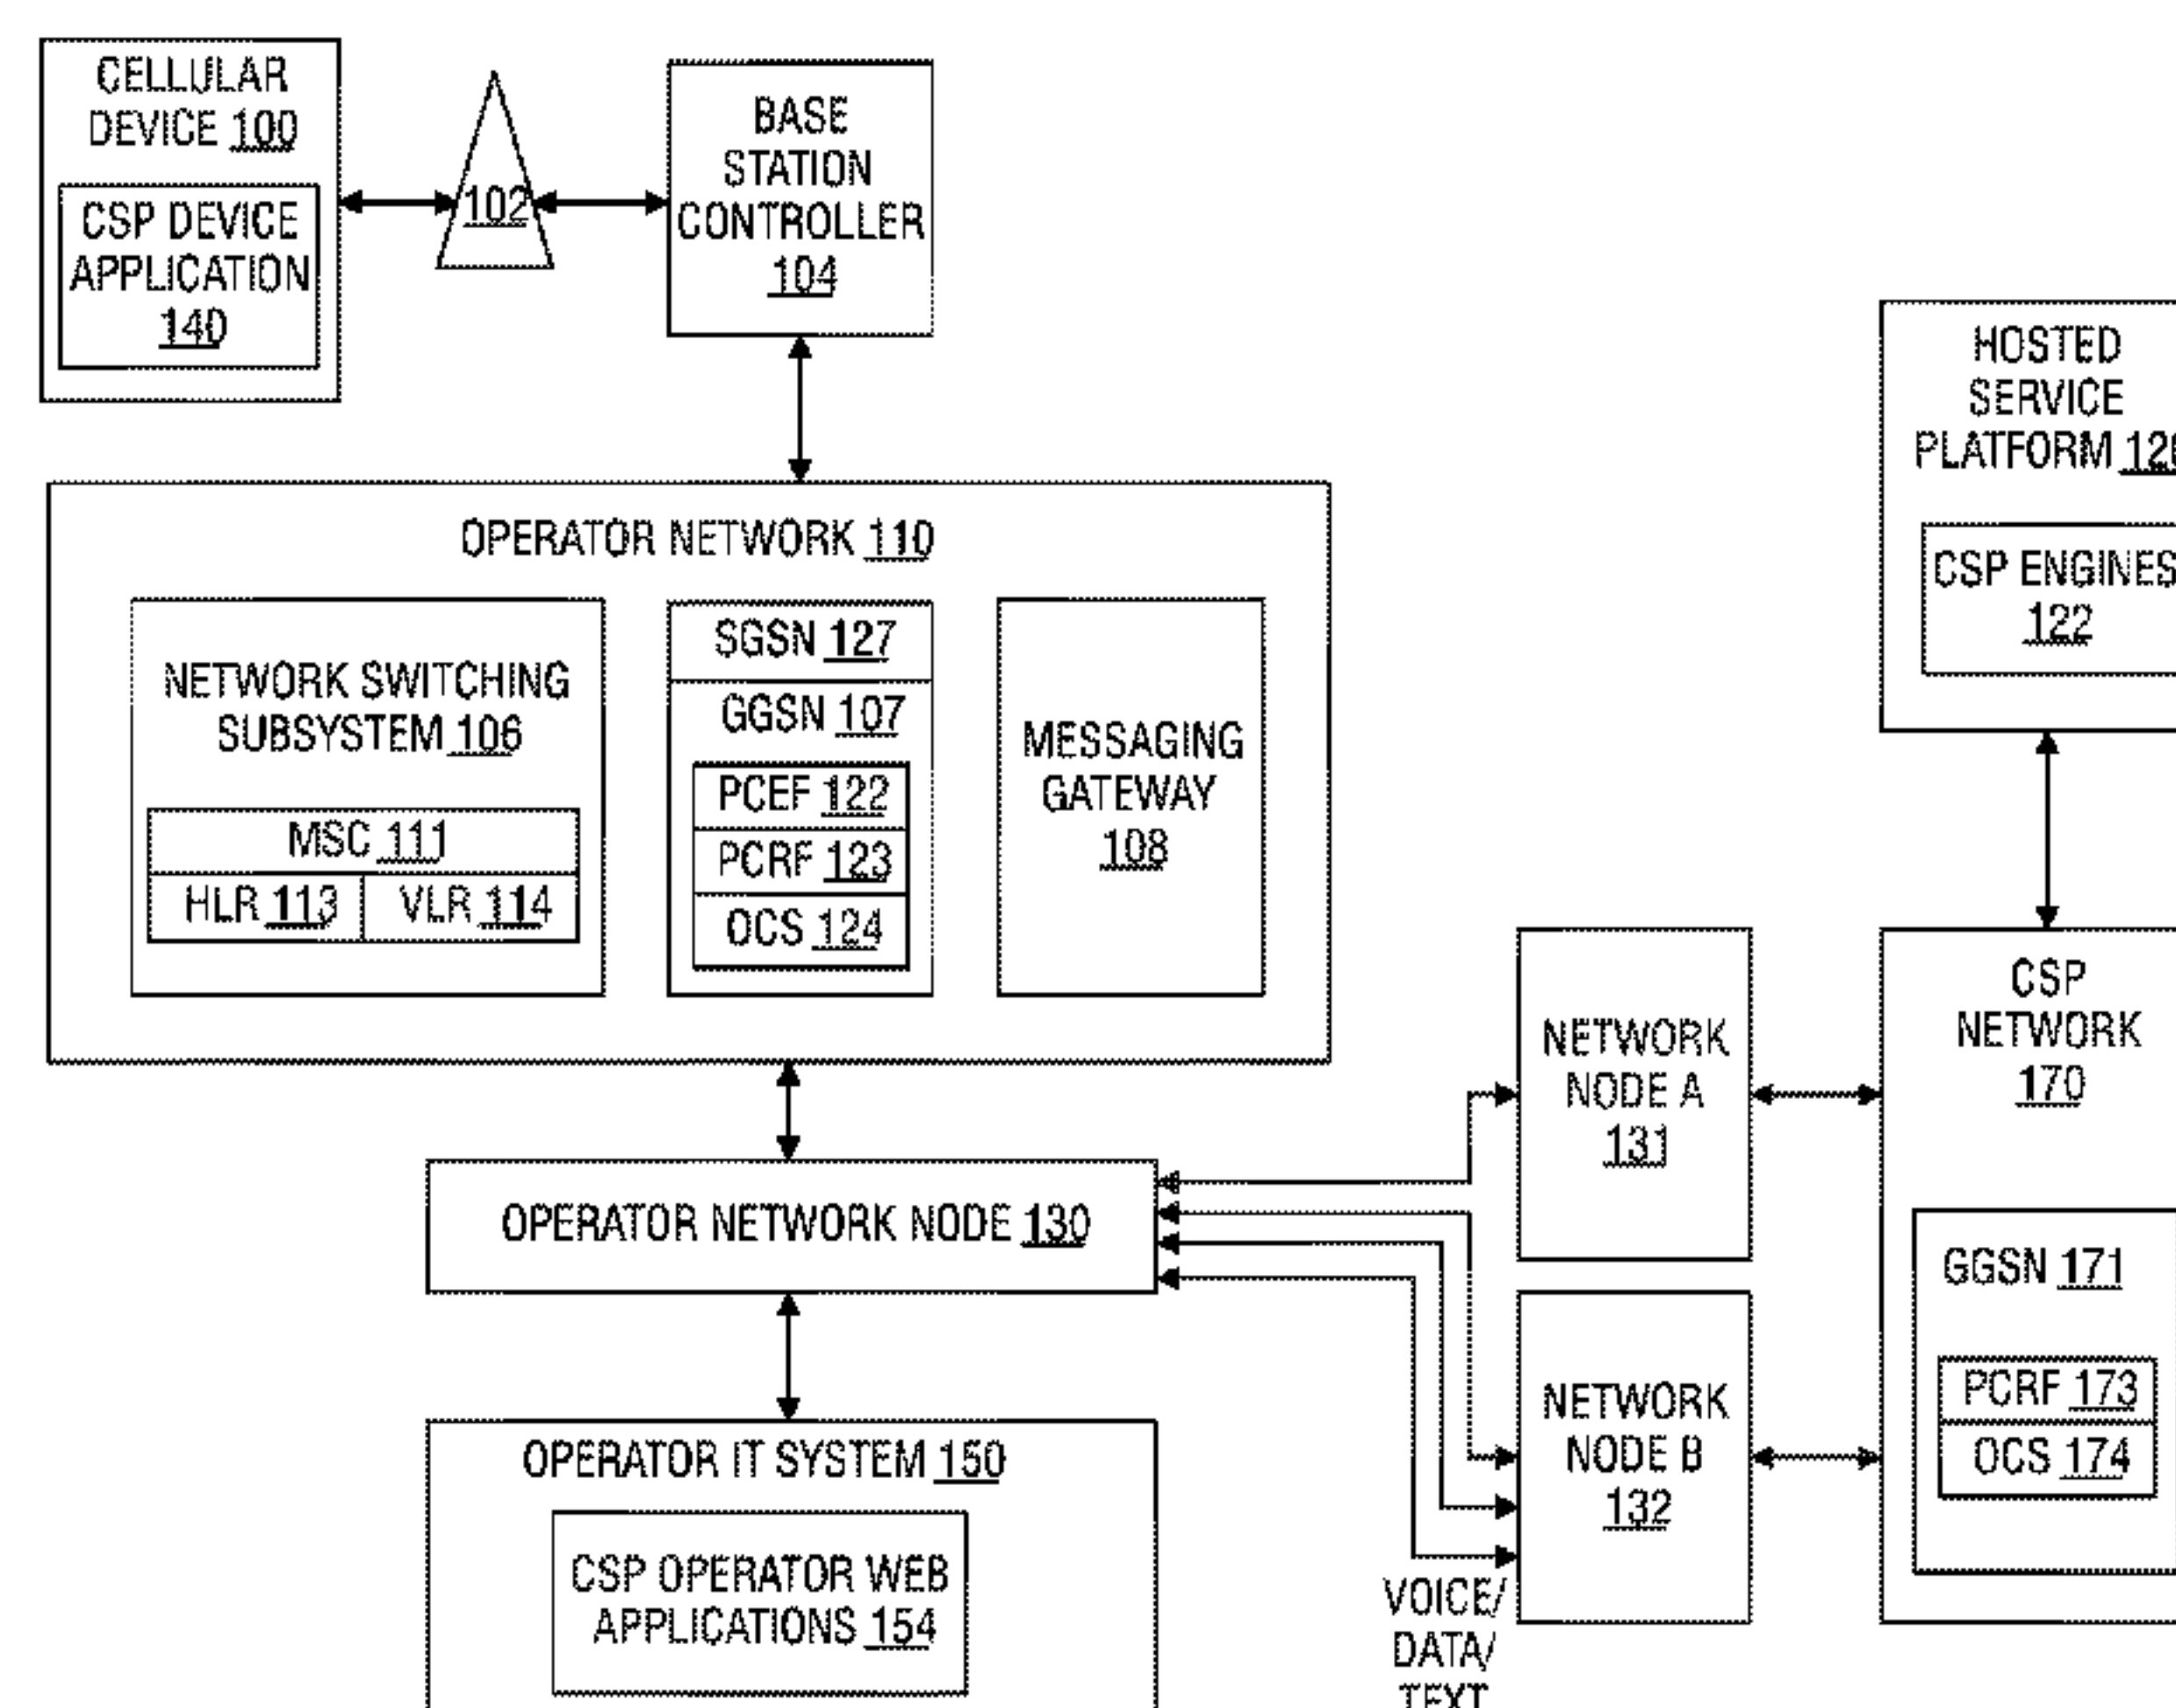 CELLULAR
DEVICE 100
CSP DEVICE
APPLICATION
140
102
BASE
STATION
CONTROLLER
104
HOSTED
SERVICE
PLATFORM
CSP ENGINES
122
OPERATOR NETWORK 110
NETWORK SWITCHING
SUBSYSTEM 106
MSC 111
HLR 113
VLR 114
SGSN 127
GGSN 107
PCEF 122
PCRF 123
OCS 124
MESSAGING
GATEWAY
108
OPERATOR NETWORK NODE 130
NETWORK
NODE A
131
CSP
NETWORK
170
GGSN 171
PCRF 173
OCS 174
NETWORK
NODE B
132
OPERATOR IT SYSTEM 150
CSP OPERATOR WEB
APPLICATIONS 154
VOICE/
DATA/
TEXT